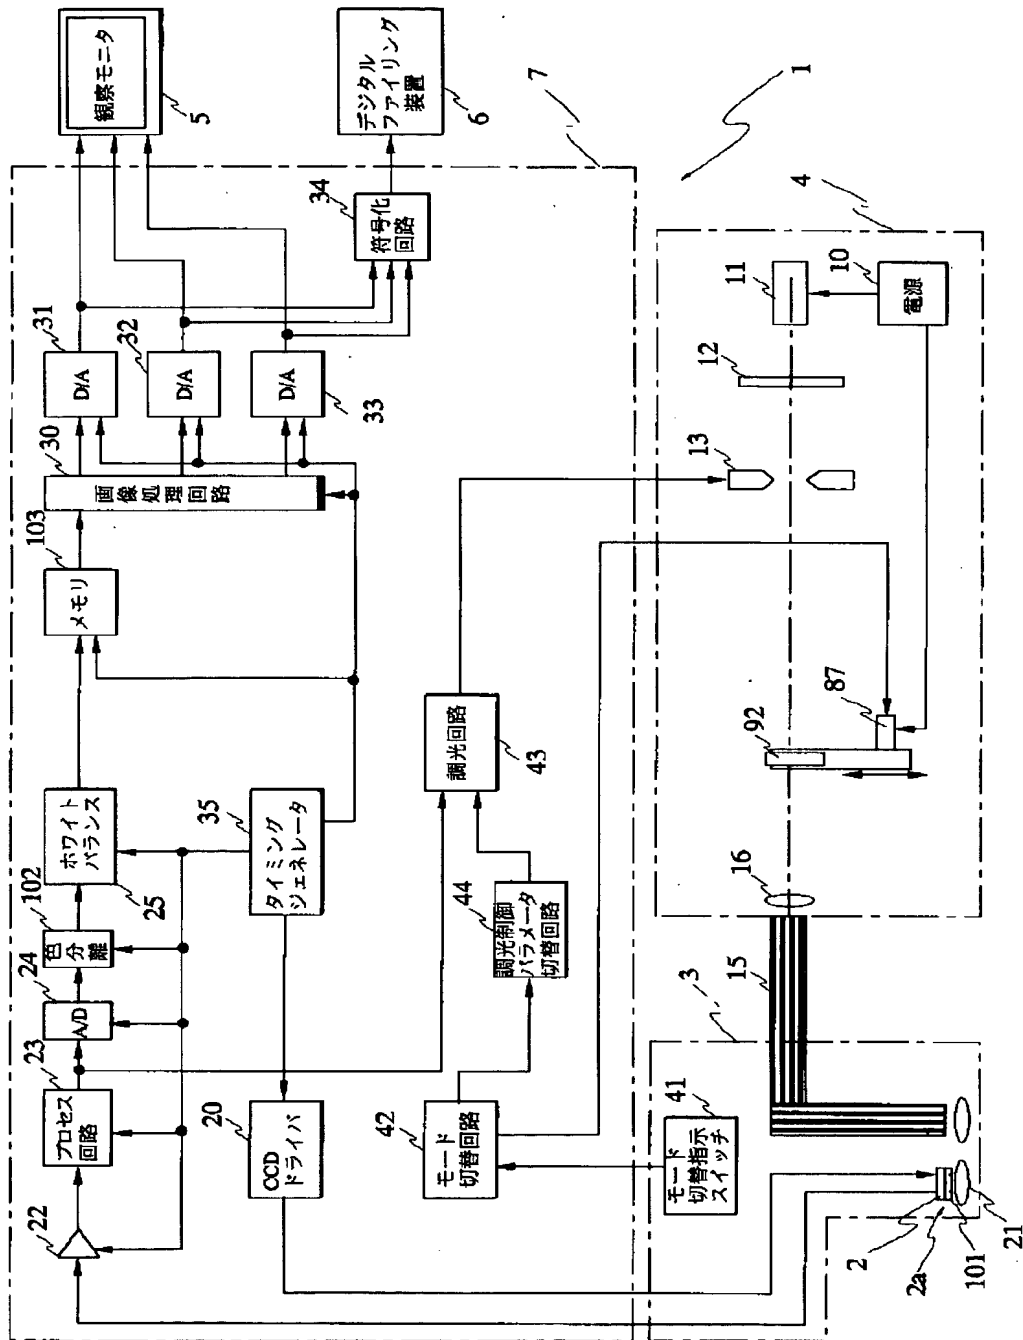 観察モニタ
5
デジタル
ファイリング
装置
6
7
1
34
符号化
回路
31
D/A
32
D/A
D/A
33
30
画像処理回路
103
メモリ
ホワイト
バランス
25
102
色分離
24
A/D
23
プロセス
回路
22
35
タイミング
ジェネレータ
20
CCD
ドライバ
調光回路
43
44
調光制御
パラメータ
切替回路
42
モード
切替回路
41
モード
切替指示
スイッチ
4
11
10
電源
12
13
87
92
16
15
3
2
2a
101
21